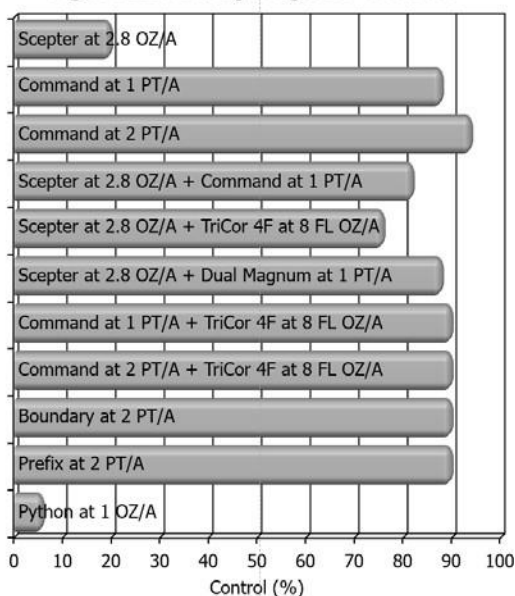 Scepter at 2.8 OZ/A
Command at 1 PT/A
Command at 2 PT/A
Scepter at 2.8 OZ/A + Command at 1 PT/A
Scepter at 2.8 OZ/A + TriCor 4F at 8 FL OZ/A
Scepter at 2.8 OZ/A + Dual Magnum at 1 PT/A
Command at 1 PT/A + TriCor 4F at 8 FL OZ/A
Command at 2 PT/A + TriCor 4F at 8 FL OZ/A
Boundary at 2 PT/A
Prefix at 2 PT/A
Python at 1 OZ/A
0 10 20 30 40 50 60 70 80 90 100
Control (%)